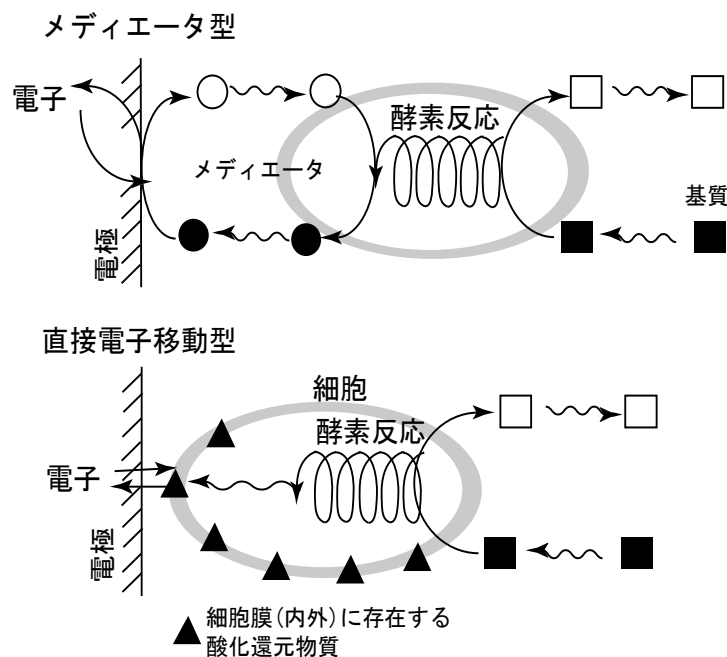 メディエータ型
電子
酵素反応
メディエータ
基質
電極
直接電子移動型
細胞
酵素反応
電子
電極
細胞膜(内外)に存在する
酸化還元物質